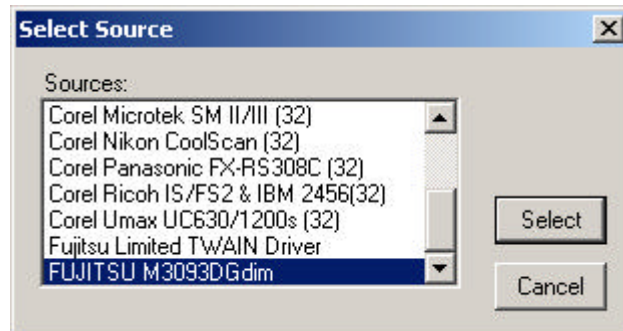 Select Source
Sources:
Corel Microtek SM II/III (32)
Corel Nikon CoolScan (32)
Corel Panasonic FX-RS308C (32)
Corel Ricoh IS/FS2 & IBM 2456(32)
Corel Umax UC630/1200s (32)
Fujitsu Limited TWAIN Driver
FUJITSU M3093DGdim
Select
Cancel